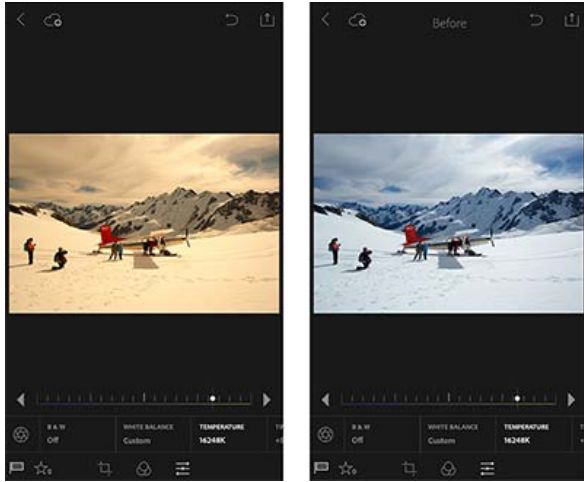 B & W
Off
WHITE BALANCE
Custom
TEMPERATURE
16248K
Before
B & W
Off
WHITE BALANCE
Custom
TEMPERATURE
16248K